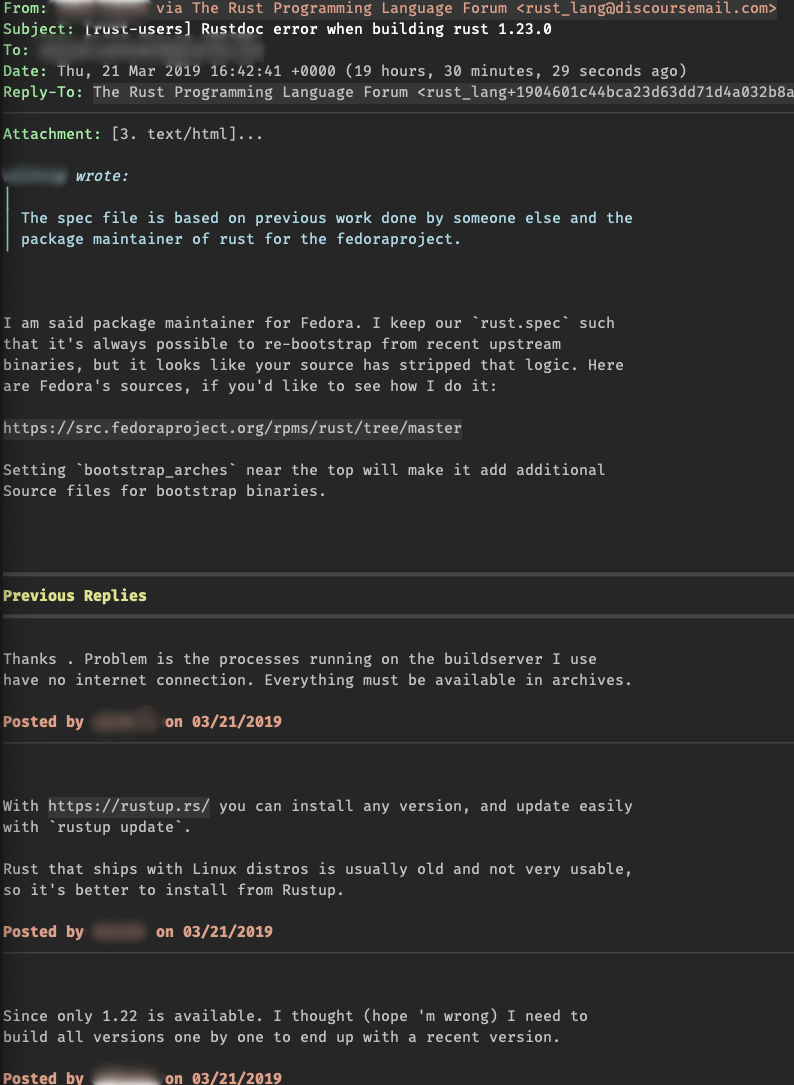 From: via The Rust Programming Language Forum <rust_lang@discoursemail.com>
Subject: [rust-users] Rustdoc error when building rust 1.23.0
To:
Date: Thu, 21 Mar 2019 16:42:41 +0000 (19 hours, 30 minutes, 29 seconds ago)
Reply-To: The Rust Programming Language Forum <rust_lang+1904601c44bca23d63dd71d4a032b8a
Attachment: [3. text/html]...
wrote:
The spec file is based on previous work done by someone else and the
package maintainer of rust for the fedoraproject.
I am said package maintainer for Fedora. I keep our `rust.spec` such
that it's always possible to re-bootstrap from recent upstream
binaries, but it looks like your source has stripped that logic. Here
are Fedora's sources, if you'd like to see how I do it:
https://src.fedoraproject.org/rpms/rust/tree/master
Setting `bootstrap_arches` near the top will make it add additional
Source files for bootstrap binaries.
Previous Replies
Thanks . Problem is the processes running on the buildserver I use
have no internet connection. Everything must be available in archives.
Posted by on 03/21/2019
With https://rustup.rs/ you can install any version, and update easily
with `rustup update`.
Rust that ships with Linux distros is usually old and not very usable,
so it's better to install from Rustup.
Posted by on 03/21/2019
Since only 1.22 is available. I thought (hope 'm wrong) I need to
build all versions one by one to end up with a recent version.
Posted by on 03/21/2019